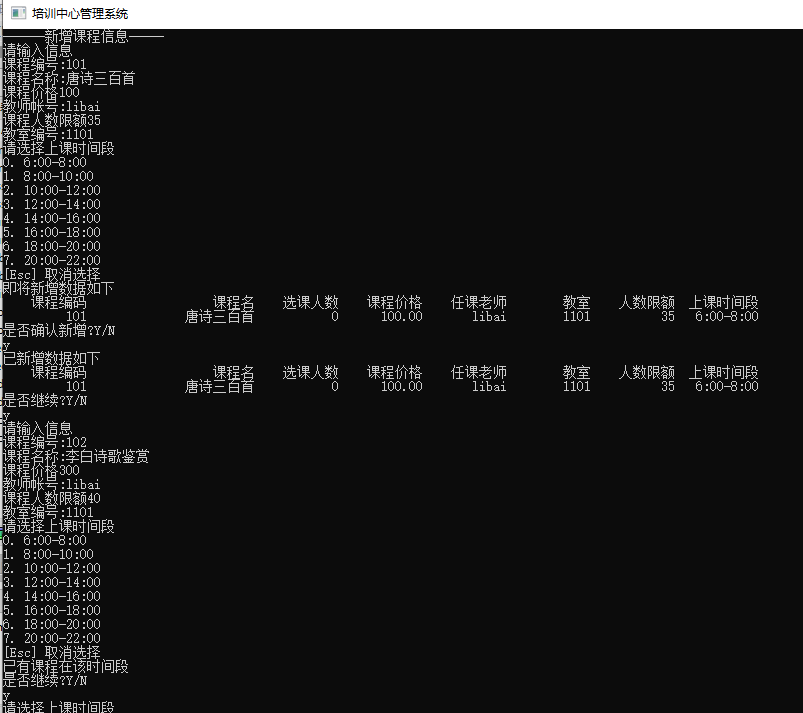 培训中心管理系统
————新增课程信息————
请输入信息
课程编号:101
课程名称:唐诗三百首
课程价格100
教师帐号:libai
课程人数限额35
教室编号:1101
请选择上课时间段
0. 6:00-8:00
1. 8:00-10:00
2. 10:00-12:00
3. 12:00-14:00
4. 14:00-16:00
5. 16:00-18:00
6. 18:00-20:00
7. 20:00-22:00
[Esc] 取消选择
即将新增数据如下
课程编码 课程名 选课人数 课程价格 任课老师 教室 人数限额 上课时间段
101 唐诗三百首 0 100.00 libai 1101 35 6:00-8:00
是否确认新增?Y/N
y
已新增数据如下
课程编码 课程名 选课人数 课程价格 任课老师 教室 人数限额 上课时间段
101 唐诗三百首 0 100.00 libai 1101 35 6:00-8:00
是否继续?Y/N
y
请输入信息
课程编号:102
课程名称:李白诗歌鉴赏
课程价格300
教师帐号:libai
课程人数限额40
教室编号:1101
请选择上课时间段
0. 6:00-8:00
1. 8:00-10:00
2. 10:00-12:00
3. 12:00-14:00
4. 14:00-16:00
5. 16:00-18:00
6. 18:00-20:00
7. 20:00-22:00
[Esc] 取消选择
已有课程在该时间段
是否继续?Y/N
y
请选择上课时间段